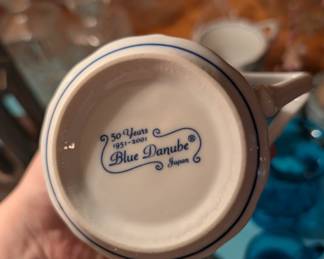 50 Years
1951-2001
Blue Danube®
Japan